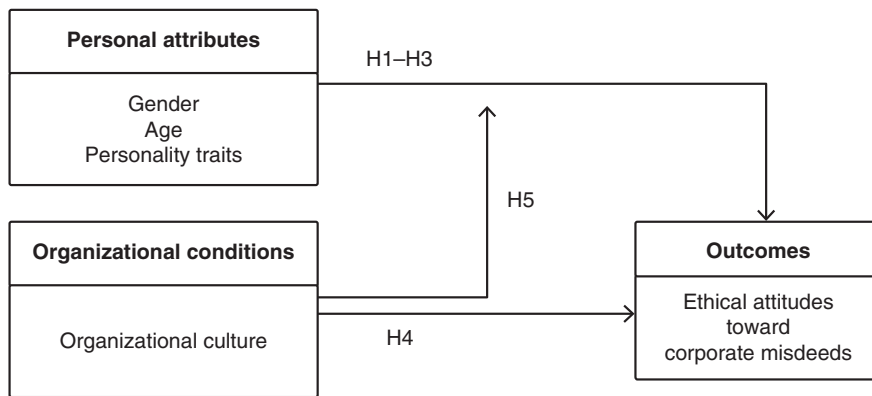 Personal attributes
H1–H3
Gender
Age
Personality traits
H5
Organizational conditions
Outcomes
Organizational culture
H4
Ethical attitudes
toward
corporate misdeeds